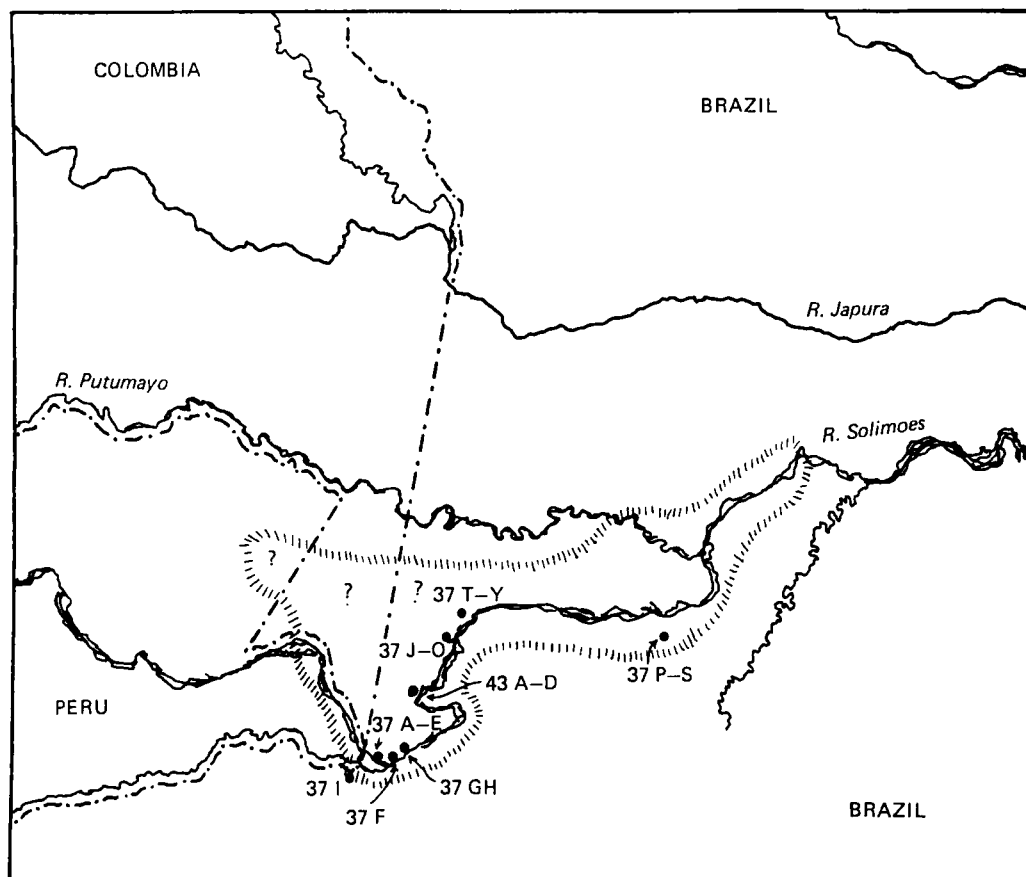 COLOMBIA
BRAZIL
R. Japura
R. Putumayo
R. Solimoes
?
?
?
37 T–Y
37 J–O
37 P–S
43 A–D
PERU
37 A–E
37 I
37 GH
37 F
BRAZIL